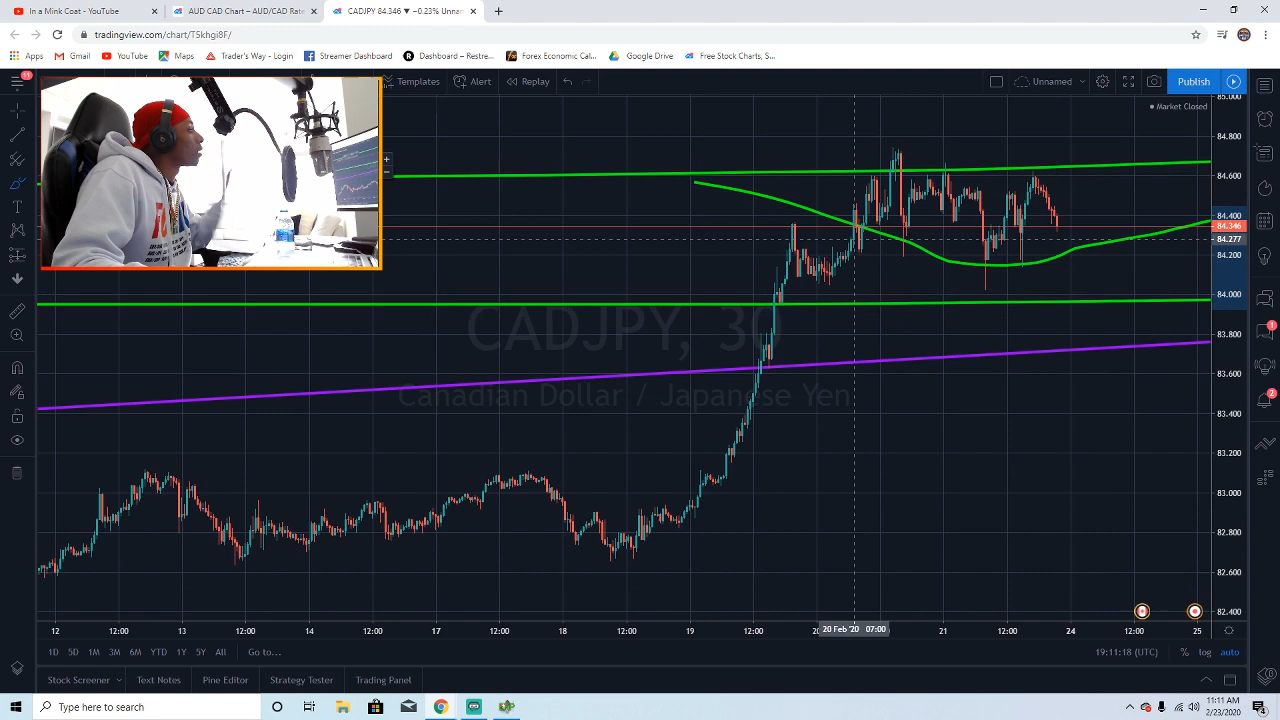 In a Mink Coat - YouTube
AUD CAD Chart – AUD/CAD Rate
CADJPY 84.346 ▼ −0.23% Unnan
tradingview.com/chart/T5khgi8F/
Apps Gmail YouTube Maps Trader's Way - Login Streamer Dashboard Dashboard – Restre... Forex Economic Cal... Google Drive Free Stock Charts, S...
11
Templates Alert Replay Unnamed Publish
Market Closed
85.000
84.800
84.600
84.400
84.346
84.277
84.200
84.000
83.800
83.600
83.400
83.200
83.000
82.800
82.600
82.400
1
2
CADJPY, 30
Canadian Dollar / Japanese Yen
12 12:00 13 12:00 14 12:00 17 12:00 18 12:00 19 12:00 20 Feb '20 07:00 21 12:00 24 12:00 25
1D 5D 1M 3M 6M YTD 1Y 5Y All Go to... 19:11:18 (UTC) % log auto
Stock Screener Text Notes Pine Editor Strategy Tester Trading Panel
Type here to search
11:11 AM
2/23/2020
4